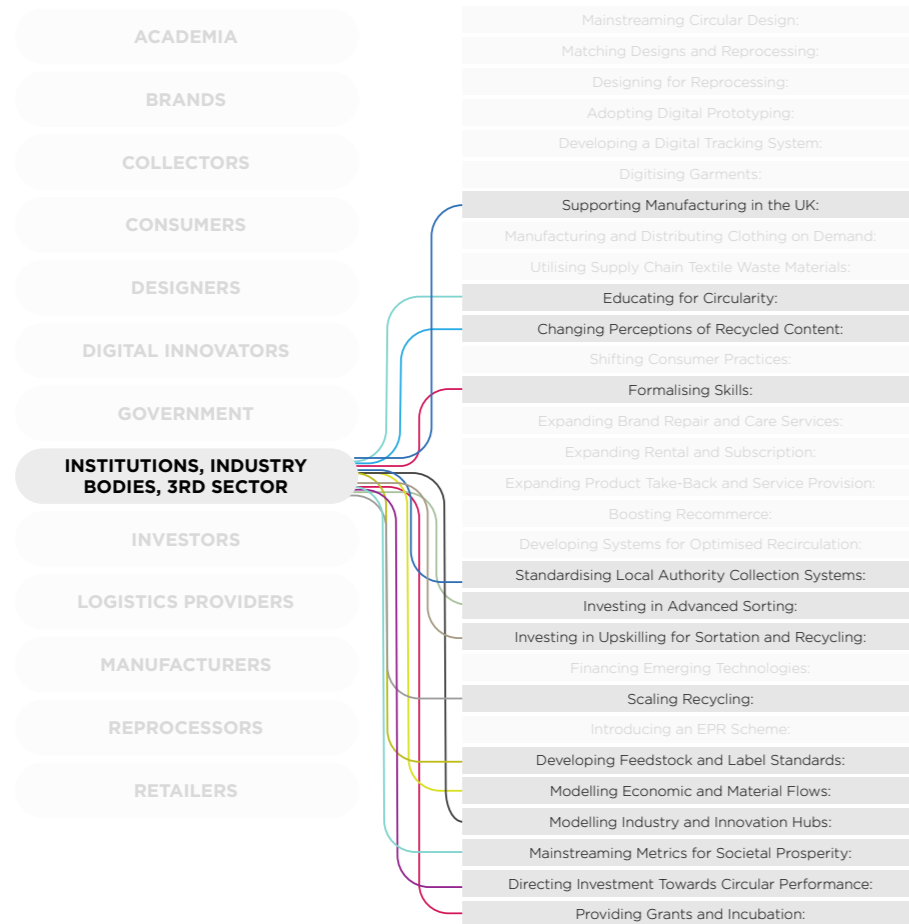 ACADEMIA
BRANDS
COLLECTORS
CONSUMERS
DESIGNERS
DIGITAL INNOVATORS
GOVERNMENT
INSTITUTIONS, INDUSTRY
BODIES, 3RD SECTOR
INVESTORS
LOGISTICS PROVIDERS
MANUFACTURERS
REPROCESSORS
RETAILERS
Mainstreaming Circular Design:
Matching Designs and Reprocessing:
Designing for Reprocessing:
Adopting Digital Prototyping:
Developing a Digital Tracking System:
Digitising Garments:
Supporting Manufacturing in the UK:
Manufacturing and Distributing Clothing on Demand:
Utilising Supply Chain Textile Waste Materials:
Educating for Circularity:
Changing Perceptions of Recycled Content:
Shifting Consumer Practices:
Formalising Skills:
Expanding Brand Repair and Care Services:
Expanding Rental and Subscription:
Expanding Product Take-Back and Service Provision:
Boosting Recommerce:
Developing Systems for Optimised Recirculation:
Standardising Local Authority Collection Systems:
Investing in Advanced Sorting:
Investing in Upskilling for Sortation and Recycling:
Financing Emerging Technologies:
Scaling Recycling:
Introducing an EPR Scheme:
Developing Feedstock and Label Standards:
Modelling Economic and Material Flows:
Modelling Industry and Innovation Hubs:
Mainstreaming Metrics for Societal Prosperity:
Directing Investment Towards Circular Performance:
Providing Grants and Incubation: